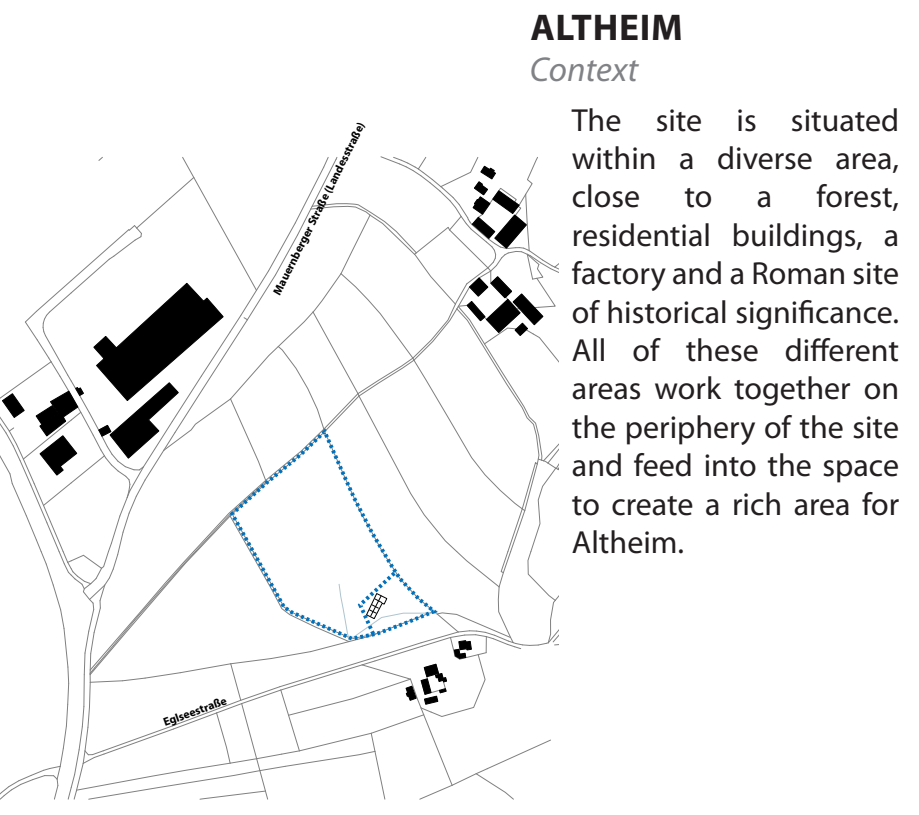 ALTHEIM
Context
The site is situated
within a diverse area,
close to a forest,
residential buildings, a
factory and a Roman site
of historical significance.
All of these different
areas work together on
the periphery of the site
and feed into the space
to create a rich area for
Altheim.
Mauernberger Straße (Landesstraße)
Eglseestraße